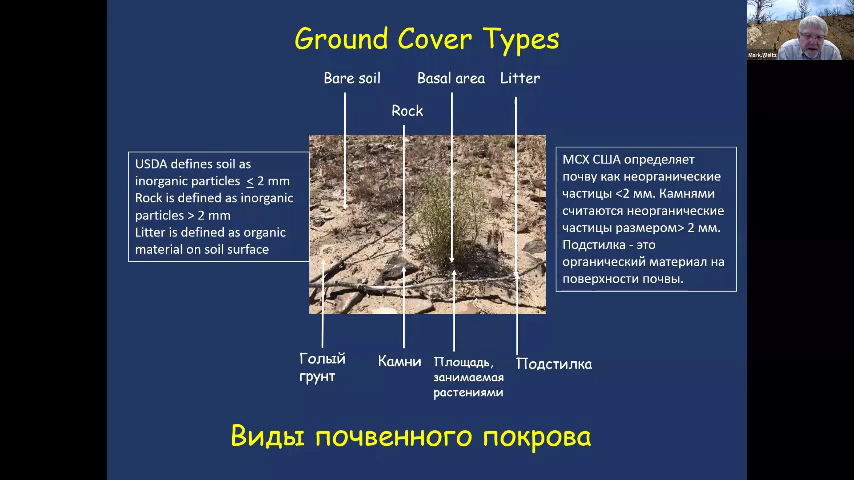 Ground Cover Types
Bare soil
Basal area
Litter
Rock
USDA defines soil as
inorganic particles < 2 mm
Rock is defined as inorganic
particles > 2 mm
Litter is defined as organic
material on soil surface
МСХ США определяет
почву как неорганические
частицы <2 мм. Камнями
считаются неорганические
частицы размером> 2 мм.
Подстилка - это
органический материал на
поверхности почвы.
Голый
грунт
Камни
Площадь,
занимаемая
растениями
Подстилка
Виды почвенного покрова
Mark.Weltz